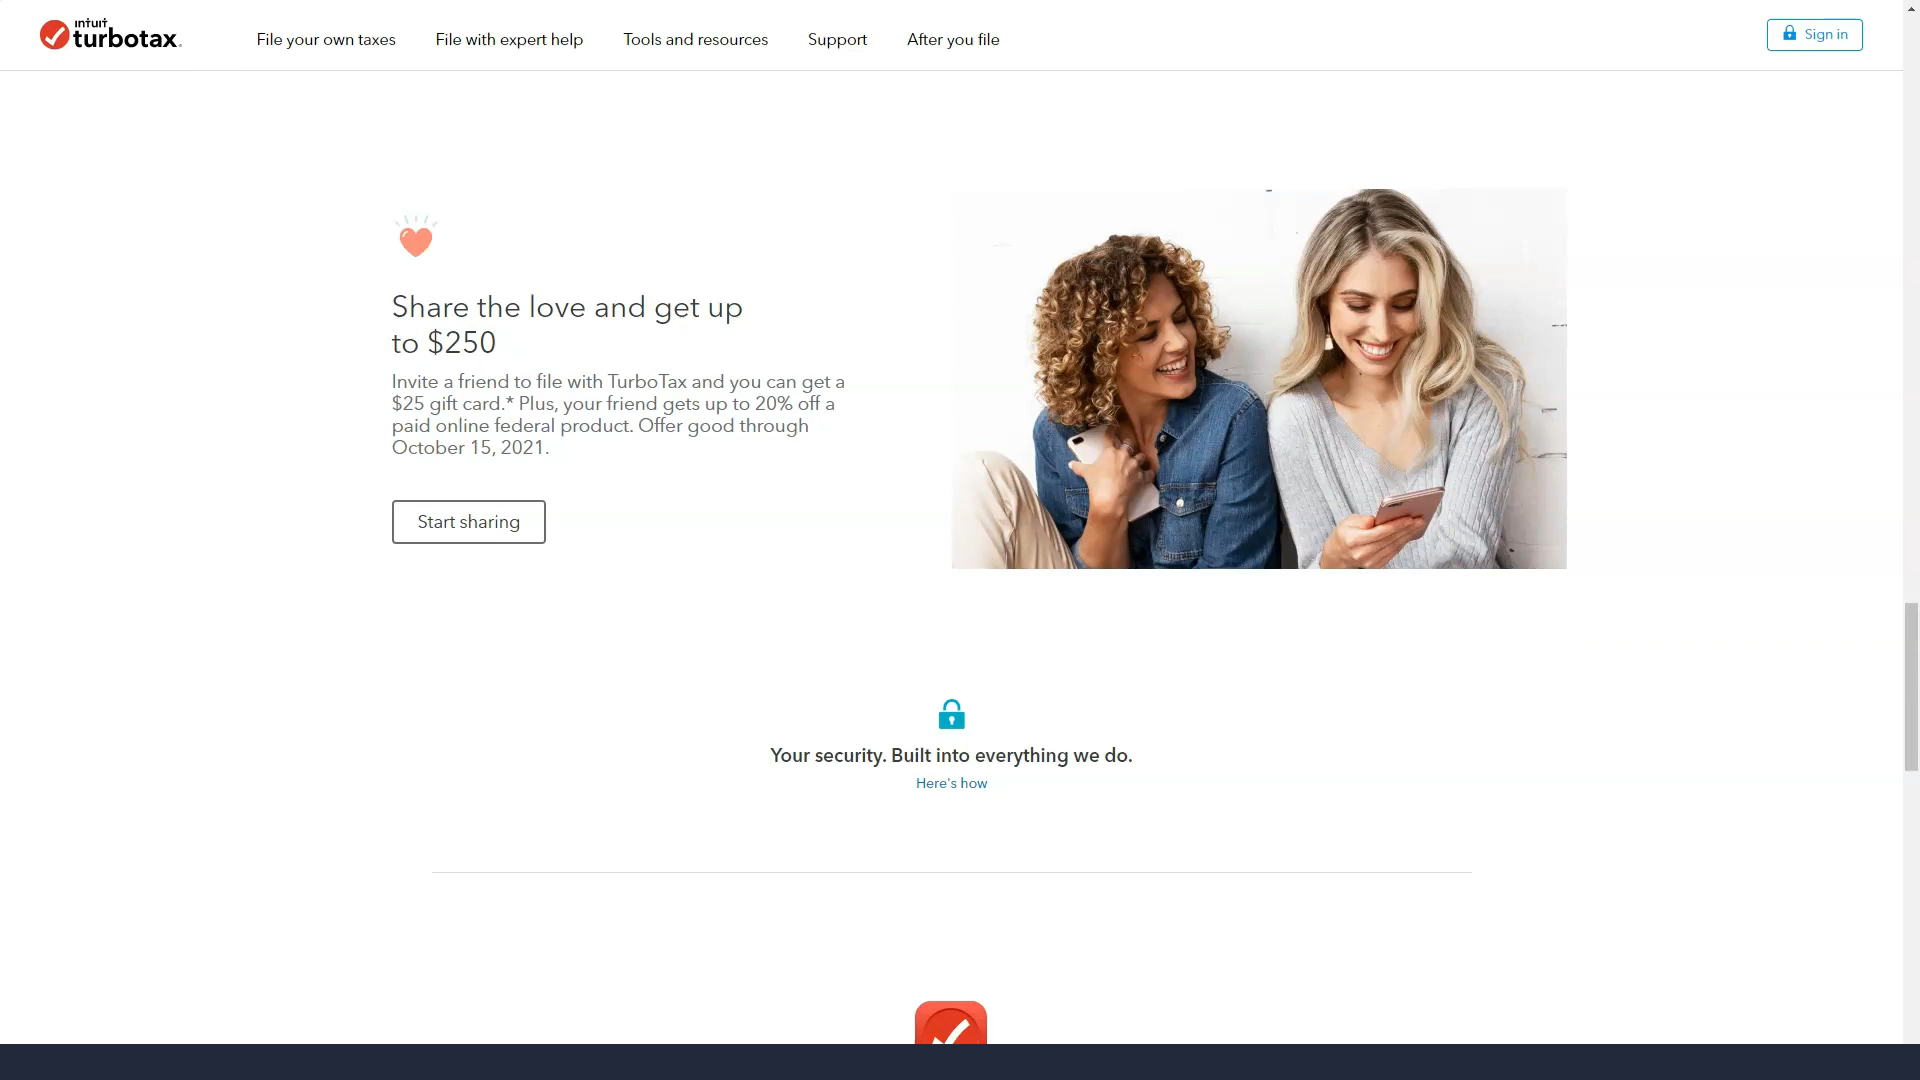 intuit
turbotax.
File your own taxes
File with expert help
Tools and resources
Support
After you file
Sign in
Share the love and get up
to $250
Invite a friend to file with TurboTax and you can get a
$25 gift card.* Plus, your friend gets up to 20% off a
paid online federal product. Offer good through
October 15, 2021.
Start sharing
Your security. Built into everything we do.
Here's how